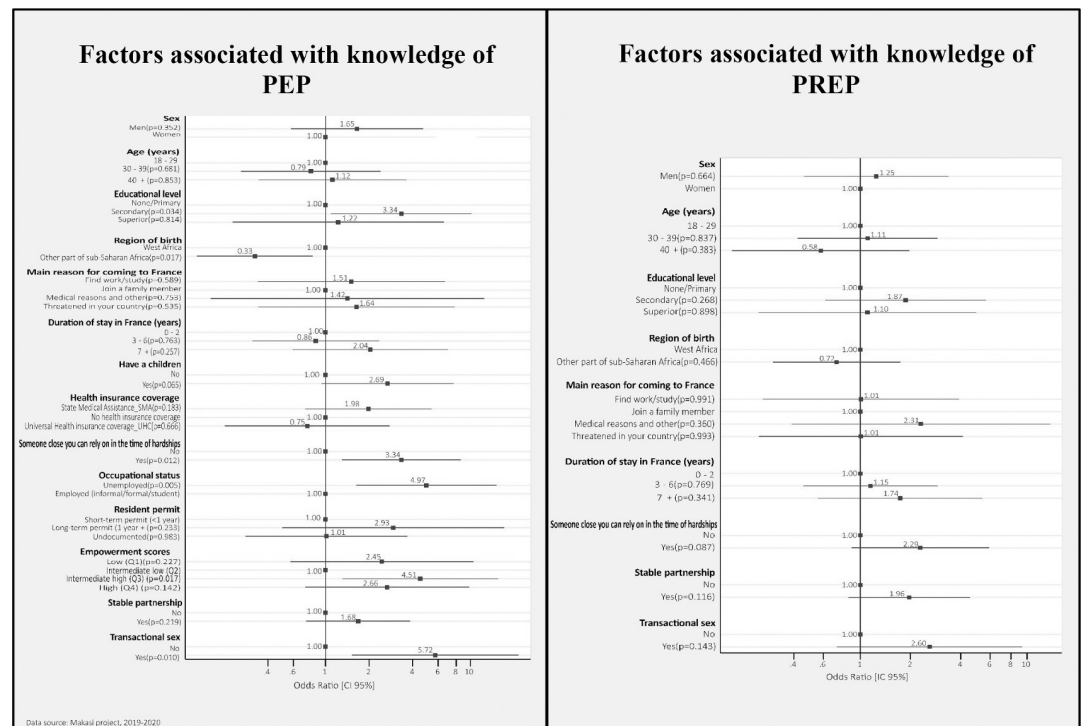 Factors associated with knowledge of
PEP
Sex
Men(p=0.352)
1.65
Women
1.00
Age (years)
18 - 29
1.00
30 - 39(p=0.681)
0.79
40 + (p=0.853)
1.12
Educational level
None/Primary
1.00
Secondary(p=0.034)
3.34
Superior(p=0.814)
1.22
Region of birth
West Africa
1.00
Other part of sub-Saharan Africa(p=0.017)
0.33
Main reason for coming to France
Find work/study(p=0.589)
1.51
Join a family member
1.00
Medical reasons and other(p=0.753)
1.42
Threatened in your country(p=0.535)
1.64
Duration of stay in France (years)
0 - 2
1.00
3 - 6(p=0.763)
0.86
7 +(p=0.257)
2.04
Have a children
No
1.00
Yes(p=0.065)
2.69
Health insurance coverage
State Medical Assistance_SMA(p=0.183)
1.98
No health insurance coverage
1.00
Universal Health insurance coverage_UHC(p=0.666)
0.75
Someone close you can rely on in the time of hardships
No
1.00
Yes(p=0.012)
3.34
Occupational status
Unemployed(p=0.005)
4.97
Employed (informal/formal/student)
1.00
Resident permit
Short-term permit (<1 year)
1.00
Long-term permit (1 year + (p=0.233)
2.93
Undocumented(p=0.983)
1.01
Empowerment scores
Low (Q1)(p=0.227)
2.45
Intermediate low (Q2)
1.00
Intermediate high (Q3) (p=0.017)
4.51
High (Q4) (p=0.142)
2.66
Stable partnership
No
1.00
Yes(p=0.219)
1.68
Transactional sex
No
1.00
Yes(p=0.010)
5.72
.4 .6 1 2 4 6 8 10
Odds Ratio [CI 95%]
Data source: Makasi project, 2019-2020
Factors associated with knowledge of
PREP
Sex
Men(p=0.664)
1.25
Women
1.00
Age (years)
18 - 29
1.00
30 - 39(p=0.837)
1.11
40 + (p=0.383)
0.58
Educational level
None/Primary
1.00
Secondary(p=0.268)
1.87
Superior(p=0.898)
1.10
Region of birth
West Africa
1.00
Other part of sub-Saharan Africa(p=0.466)
0.72
Main reason for coming to France
Find work/study(p=0.991)
1.01
Join a family member
1.00
Medical reasons and other(p=0.360)
2.31
Threatened in your country(p=0.993)
1.01
Duration of stay in France (years)
0 - 2
1.00
3 - 6(p=0.769)
1.15
7 + (p=0.341)
1.74
Someone close you can rely on in the time of hardships
No
1.00
Yes(p=0.087)
2.29
Stable partnership
No
1.00
Yes(p=0.116)
1.96
Transactional sex
No
1.00
Yes(p=0.143)
2.60
.4 .6 1 2 4 6 8 10
Odds Ratio [IC 95%]